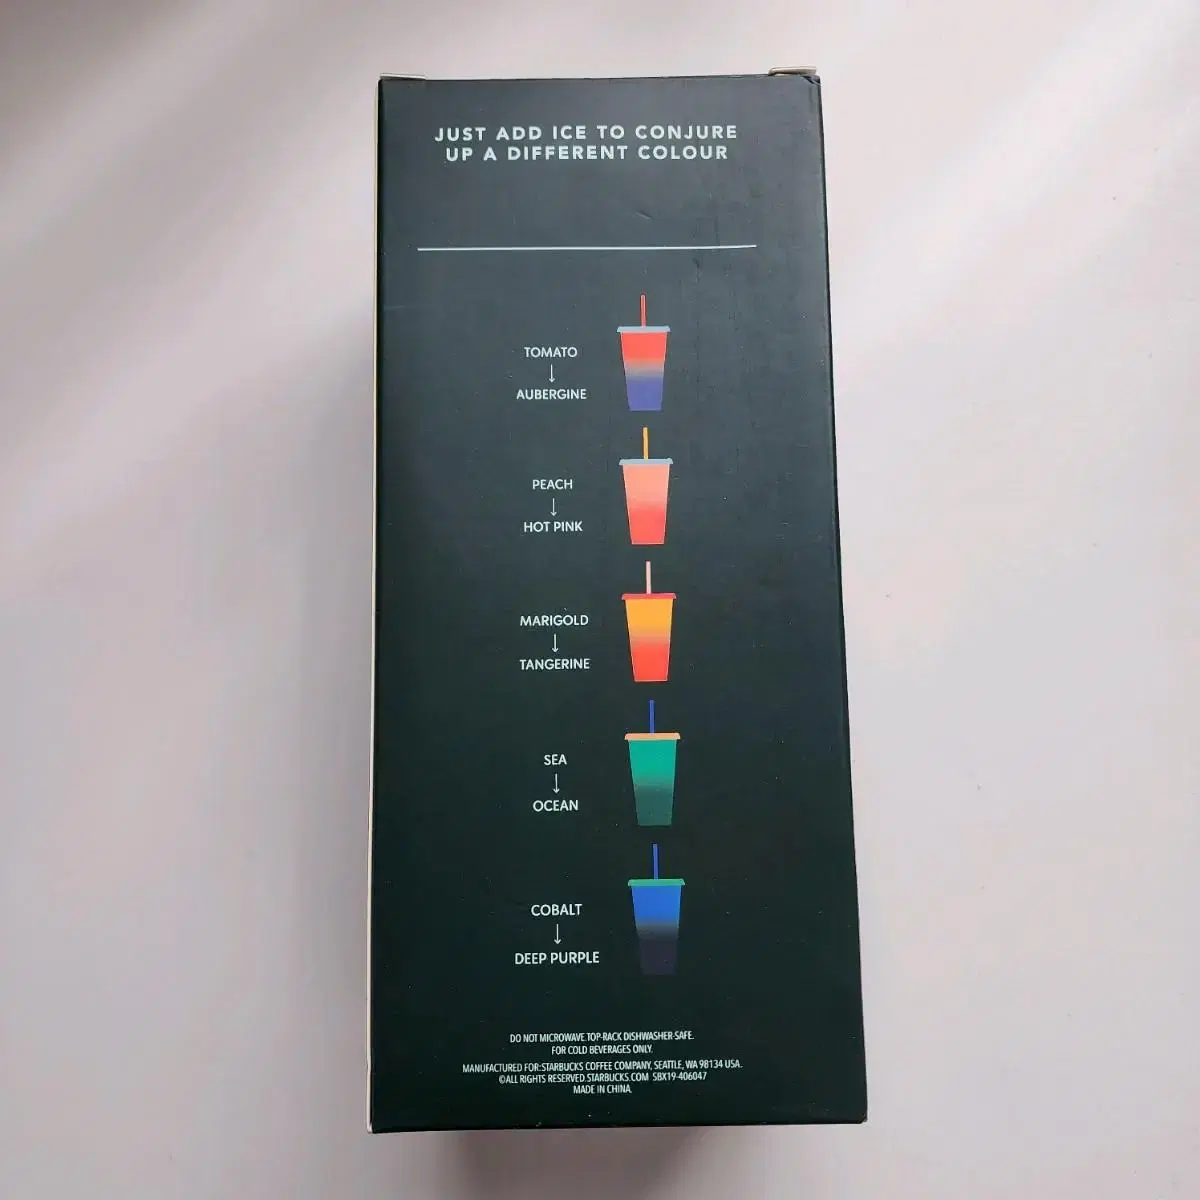 JUST ADD ICE TO CONJURE
UP A DIFFERENT COLOUR
TOMATO
↓
AUBERGINE
PEACH
↓
HOT PINK
MARIGOLD
↓
TANGERINE
SEA
↓
OCEAN
COBALT
↓
DEEP PURPLE
DO NOT MICROWAVE.TOP-RACK DISHWASHER-SAFE.
FOR COLD BEVERAGES ONLY.
MANUFACTURED FOR:STARBUCKS COFFEE COMPANY, SEATTLE, WA 98134 USA.
©ALL RIGHTS RESERVED.STARBUCKS.COM SBX19-406047
MADE IN CHINA.